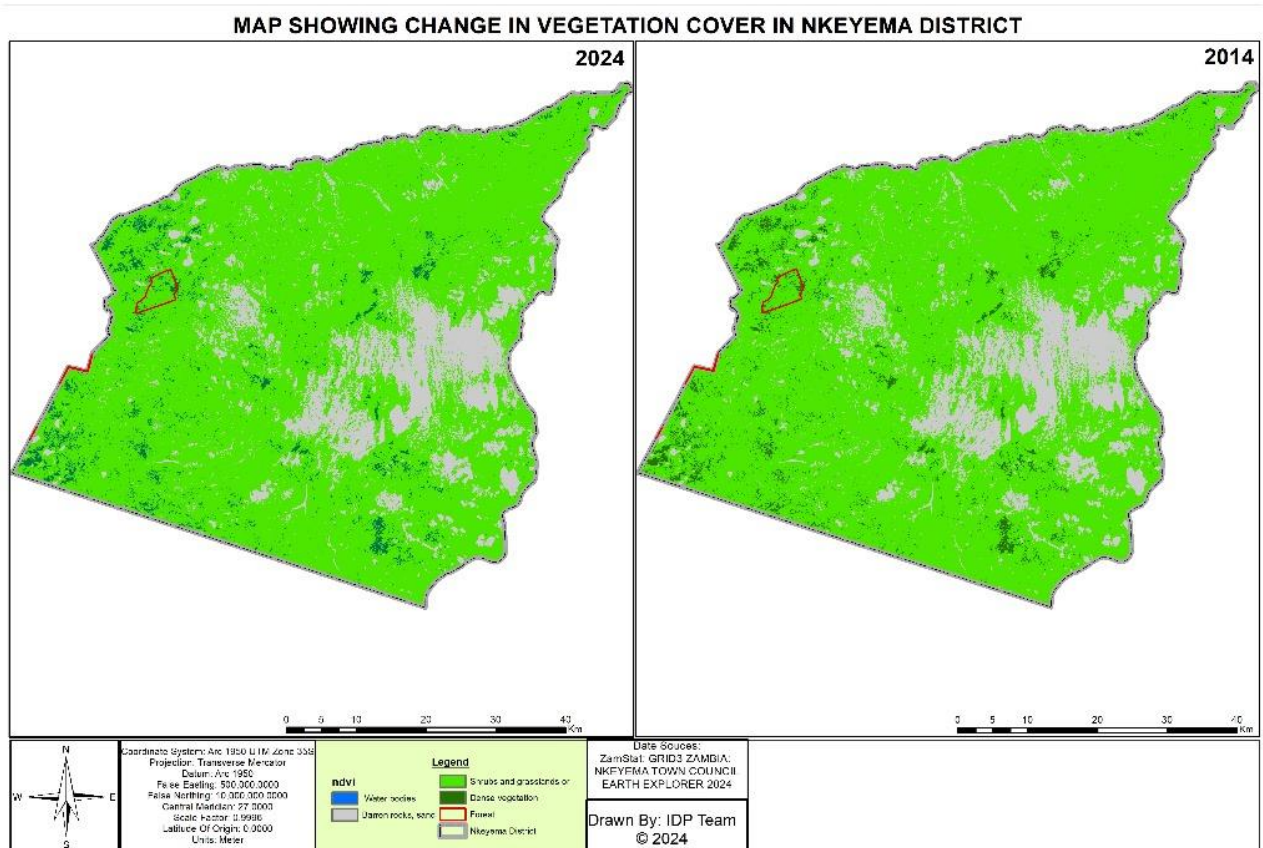 MAP SHOWING CHANGE IN VEGETATION COVER IN NKEYEMA DISTRICT
2024
2014
0 5 10 20 30 40
Km
0 5 10 20 30 40
Km
N
W E
S
Coordinate System: Arc 1950 UTM Zone 35S
Projection: Transverse Mercator
Datum: Arc 1950
False Easting: 500,000.0000
False Northing: 10,000,000.0000
Central Meridian: 27.0000
Scale Factor: 0.9996
Latitude Of Origin: 0.0000
Units: Meter
Legend
ndvi
Water bodies
Barren rocks, sand
Shrubs and grasslands or
Dense vegetation
Forest
Nkeyema District
Date Souces:
ZamStat: GRID3 ZAMBIA:
NKEYEMA TOWN COUNCIL
EARTH EXPLORER 2024
Drawn By: IDP Team
© 2024